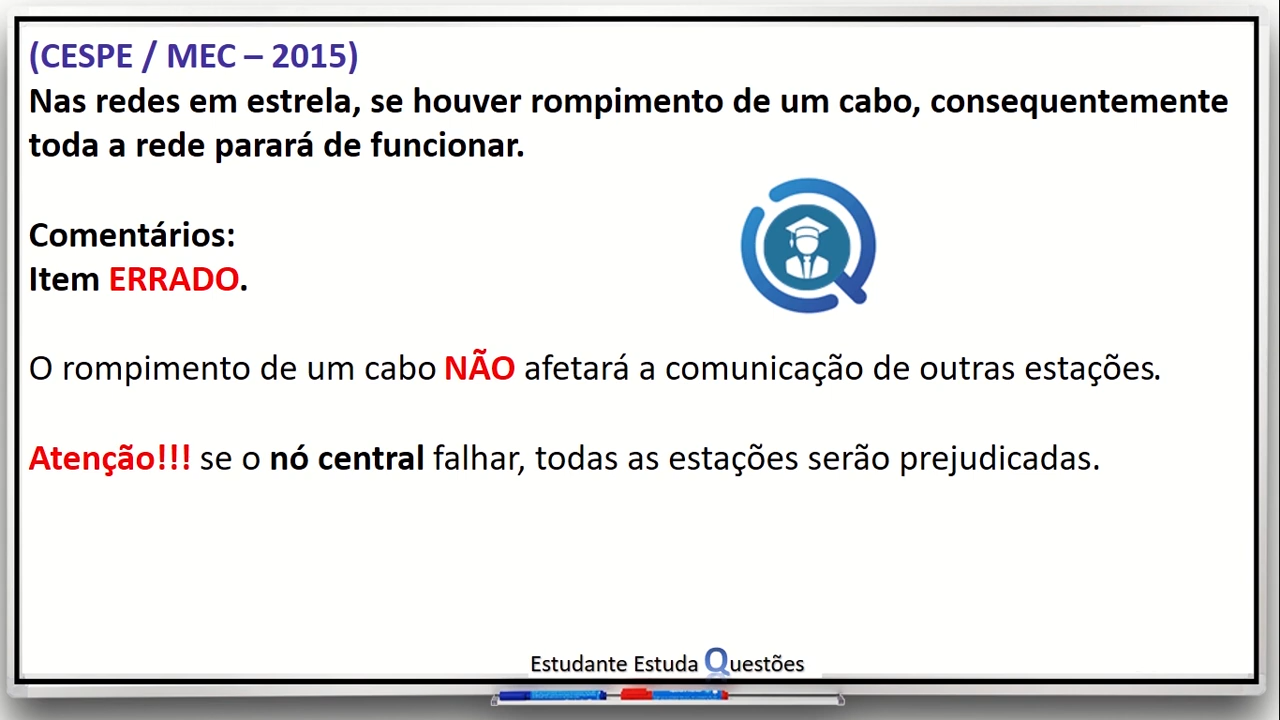 (CESPE / MEC – 2015)
Nas redes em estrela, se houver rompimento de um cabo, consequentemente
toda a rede parará de funcionar.
Comentários:
Item ERRADO.
O rompimento de um cabo NÃO afetará a comunicação de outras estações.
Atenção!!! se o nó central falhar, todas as estações serão prejudicadas.
Estudante Estuda Questões